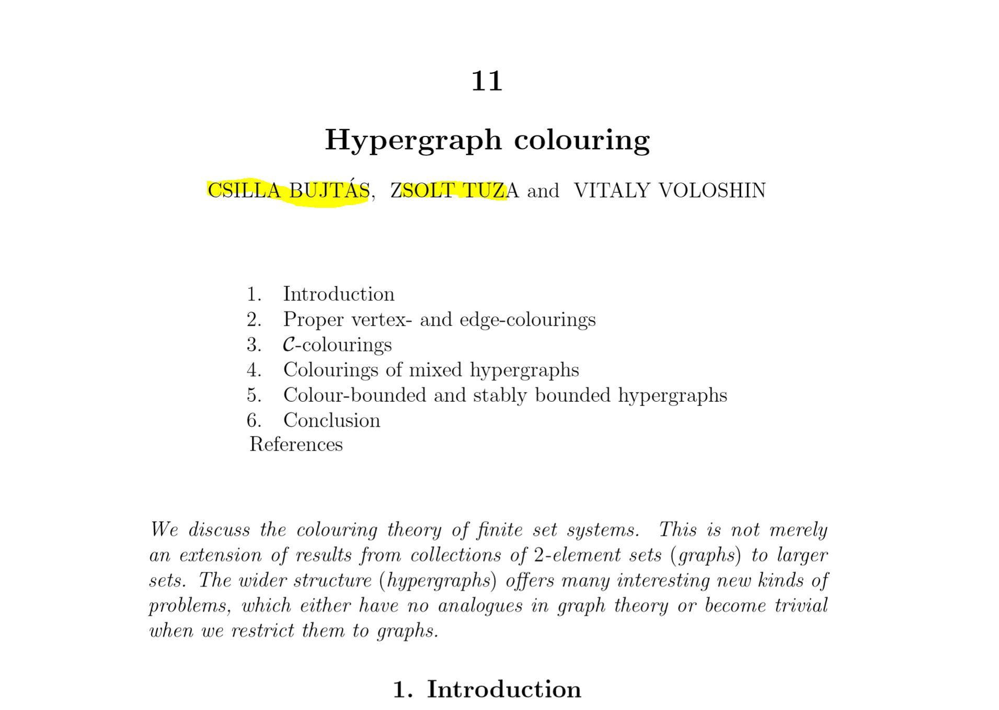 11
Hypergraph colouring
CSILLA BUJTÁS, ZSOLT TUZA and VITALY VOLOSHIN
1. Introduction
2. Proper vertex- and edge-colourings
3. 𝒞-colourings
4. Colourings of mixed hypergraphs
5. Colour-bounded and stably bounded hypergraphs
6. Conclusion
References
We discuss the colouring theory of finite set systems. This is not merely
an extension of results from collections of 2-element sets (graphs) to larger
sets. The wider structure (hypergraphs) offers many interesting new kinds of
problems, which either have no analogues in graph theory or become trivial
when we restrict them to graphs.
1. Introduction